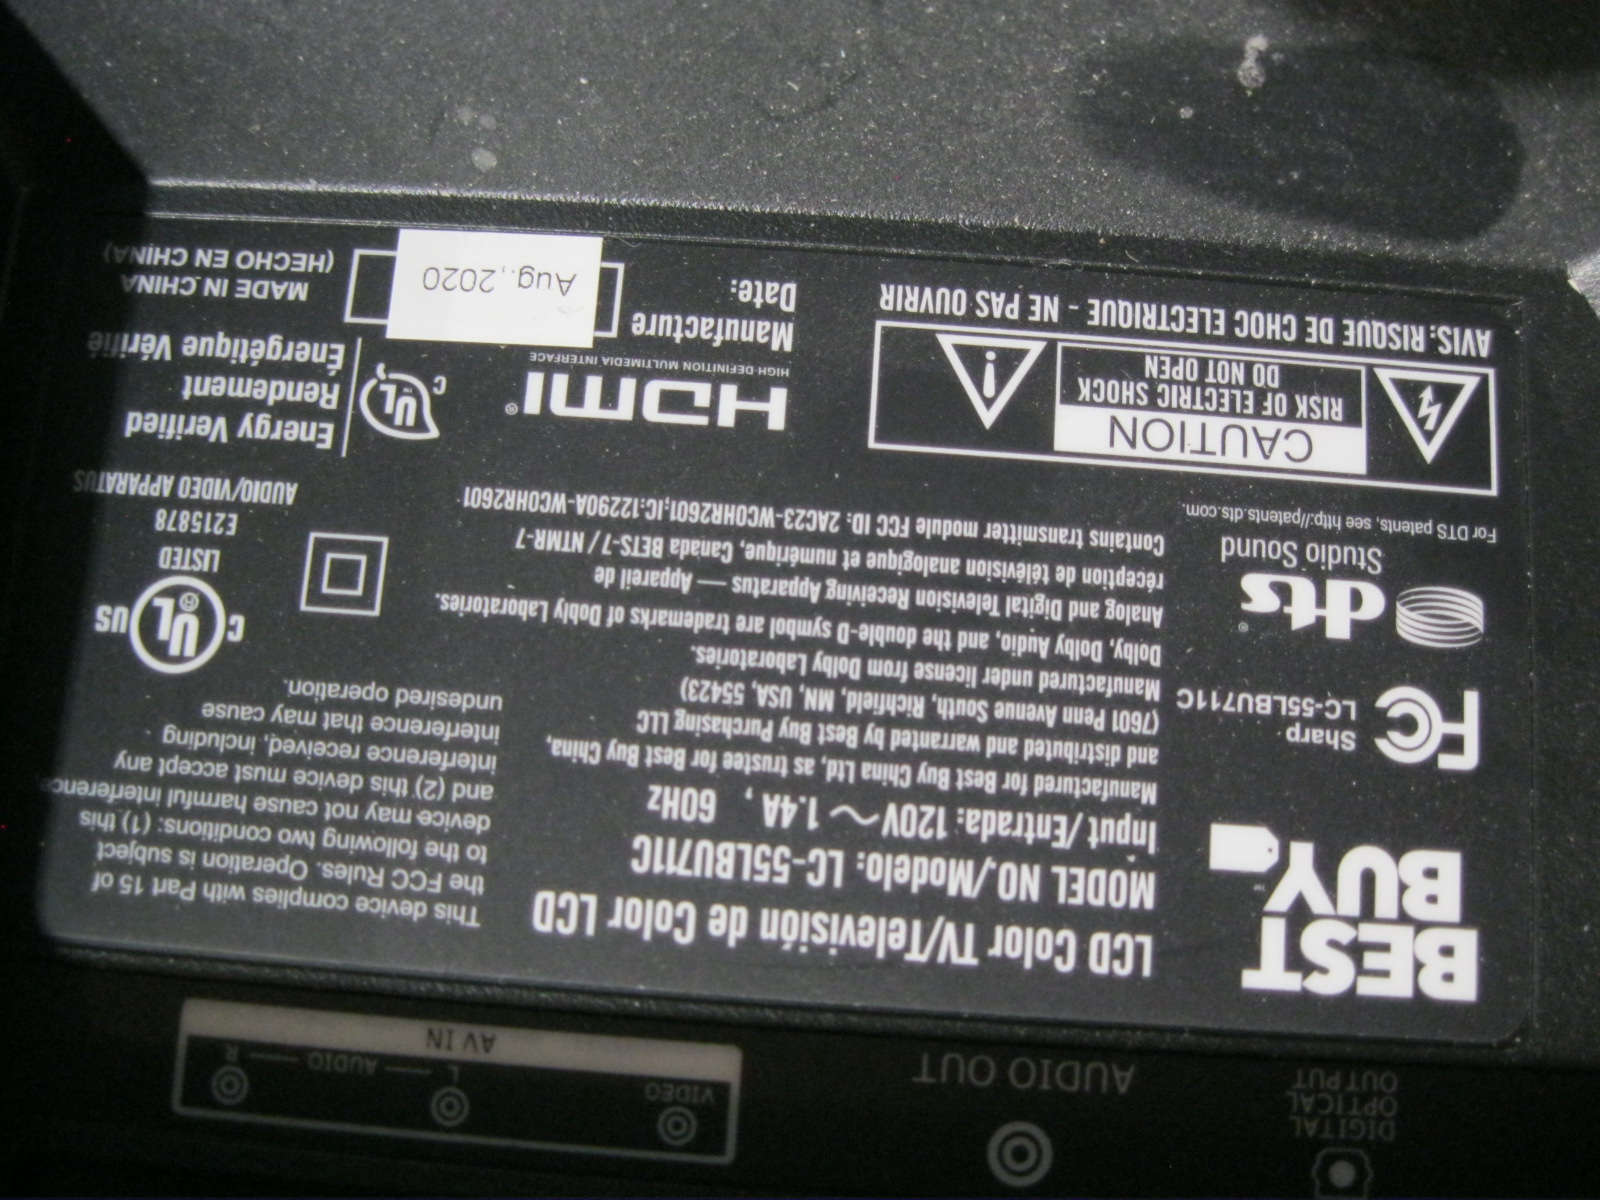 DIGITAL
OPTICAL
OUTPUT
AUDIO OUT
VIDEO
L — AUDIO — R
AV IN
BEST
BUY™
LCD Color TV/Televisión de Color LCD
MODEL NO./Modelo: LC-55LBU711C
Input/Entrada: 120V～1.4A , 60Hz
Manufactured for Best Buy China Ltd, as trustee for Best Buy China,
and distributed and warranted by Best Buy Purchasing LLC
(7601 Penn Avenue South, Richfield, MN, USA, 55423)
Manufactured under license from Dolby Laboratories.
Dolby, Dolby Audio, and the double-D symbol are trademarks of Dolby Laboratories.
Analog and Digital Television Receiving Apparatus — Appareil de
réception de télévision analogique et numérique, Canada BETS-7 / NTMR-7
Contains transmitter module FCC ID: 2AC23-WC0HR2601;IC:12290A-WC0HR2601
This device complies with Part 15 of
the FCC Rules. Operation is subject
to the following two conditions: (1) this
device may not cause harmful interference
and (2) this device must accept any
interference received, including
interference that may cause
undesired operation.
FC
Sharp
LC-55LBU711C
dts®
Studio Sound
For DTS patents, see http://patents.dts.com.
C UL® US
LISTED
E215878
AUDIO/VIDEO APPARATUS
CAUTION
RISK OF ELECTRIC SHOCK
DO NOT OPEN
AVIS: RISQUE DE CHOC ELECTRIQUE - NE PAS OUVRIR
HDMI®
HIGH-DEFINITION MULTIMEDIA INTERFACE
C UL™
Energy Verified
Rendement
Énergétique Vérifié
Manufacture
Date:
Aug.,2020
MADE IN CHINA
(HECHO EN CHINA)